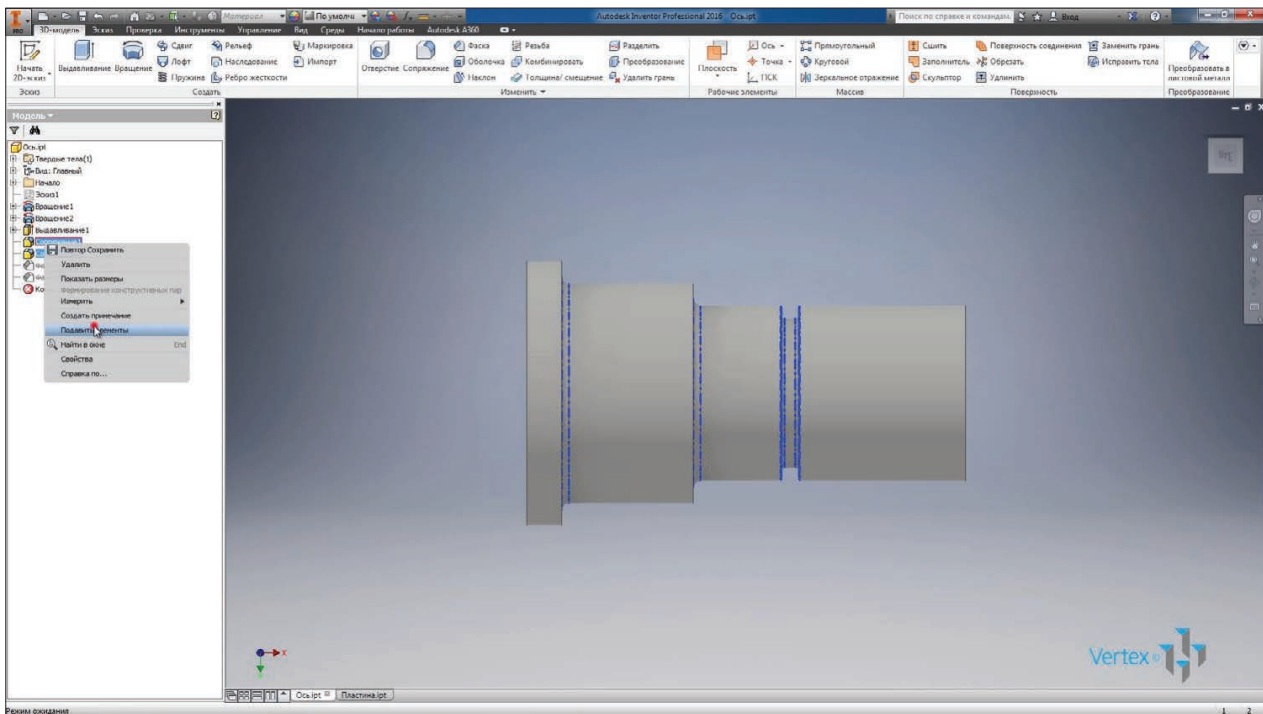 Материал По умолч Autodesk Inventor Professional 2016 Ось.ipt Поиск по справке и командам. Вход
PRO 3D-модель Эскиз Проверка Инструменты Управление Вид Среды Начало работы Autodesk A360
Сдвиг Рельеф Маркировка Фаска Резьба Разделить Ось Прямоугольный Сшить Поверхность соединения Заменить грань
Начать 2D-эскиз Выдавливание Вращение Лофт Наследование Импорт Отверстие Сопряжение Оболочка Комбинировать Преобразование Плоскость Точка Круговой Заполнитель Обрезать Исправить тела Преобразовать в листовой металл
Пружина Ребро жесткости Наклон Толщина/ смещение Удалить грань ПСК Зеркальное отражение Скульптор Удлинить
Эскиз Создать Изменить Рабочие элементы Массив Поверхность Преобразование
Модель
Ось.ipt
Твердые тела(1)
Вид: Главный
Начало
Эскиз1
Вращение1
Вращение2
Выдавливание1
Повтор Сохранить
Удалить
Показать размеры
Формирование конструктивных пар
Ко
Измерить
Создать примечание
Подавить элементы
Найти в окне End
Свойства
Справка по...
X
Y
Vertex
Ось.ipt Пластина.ipt
Режим ожидания 1 2